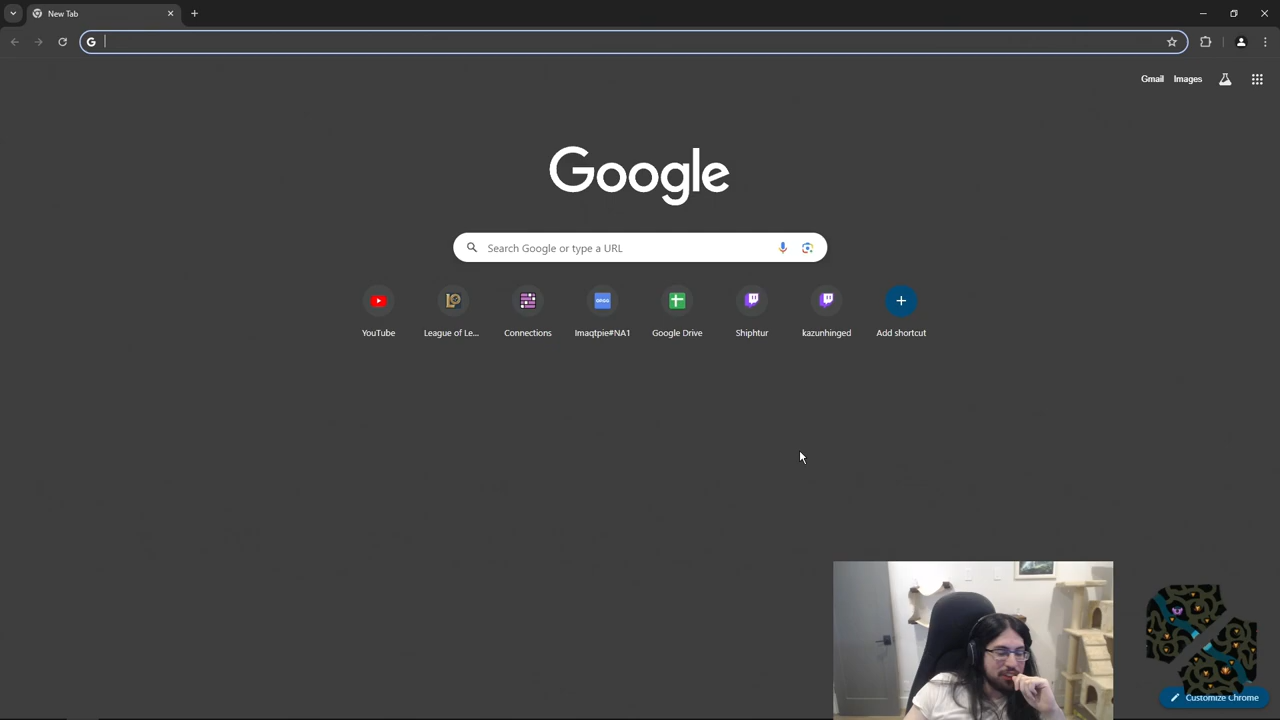 New Tab
Gmail Images
Google
Search Google or type a URL
YouTube
League of Le...
Connections
Imaqtpie#NA1
Google Drive
Shiphtur
kazunhinged
Add shortcut
Customize Chrome